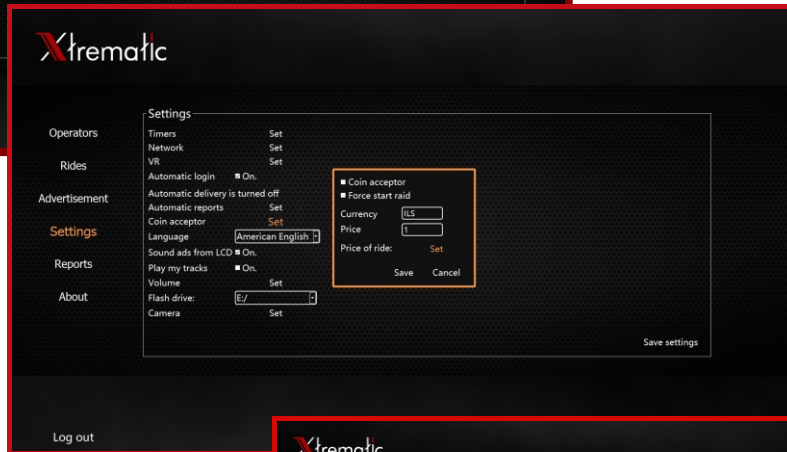 Xtrematic
Operators
Rides
Advertisement
Settings
Reports
About
Log out
Settings
Timers Set
Network Set
VR Set
Automatic login On.
Automatic delivery is turned off
Automatic reports Set
Coin acceptor Set
Language American English
Sound ads from LCD On.
Play my tracks On.
Volume Set
Flash drive: E:/
Camera Set
Coin acceptor
Force start raid
Currency ILS
Price 1
Price of ride: Set
Save Cancel
Save settings
Xtrematic